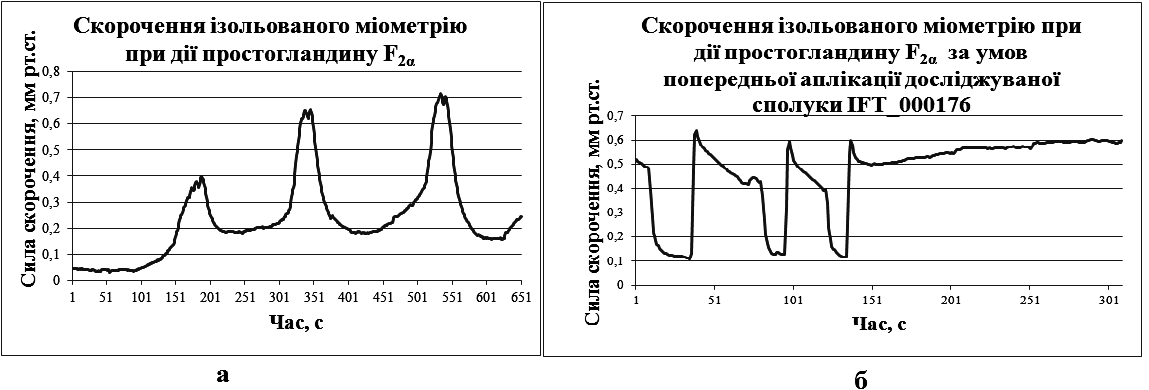 Скорочення ізольованого міометрію
при дії простогландину F2α
Сила скорочення, мм рт.ст.
0,8
0,7
0,6
0,5
0,4
0,3
0,2
0,1
0
1 51 101 151 201 251 301 351 401 451 501 551 601 651
Час, с
а
Скорочення ізольованого міометрію при
дії простогландину F2α за умов
попередньої аплікації досліджуваної
сполуки IFT_000176
Сила скорочення, мм рт.ст.
0,7
0,6
0,5
0,4
0,3
0,2
0,1
0
1 51 101 151 201 251 301
Час, с
б